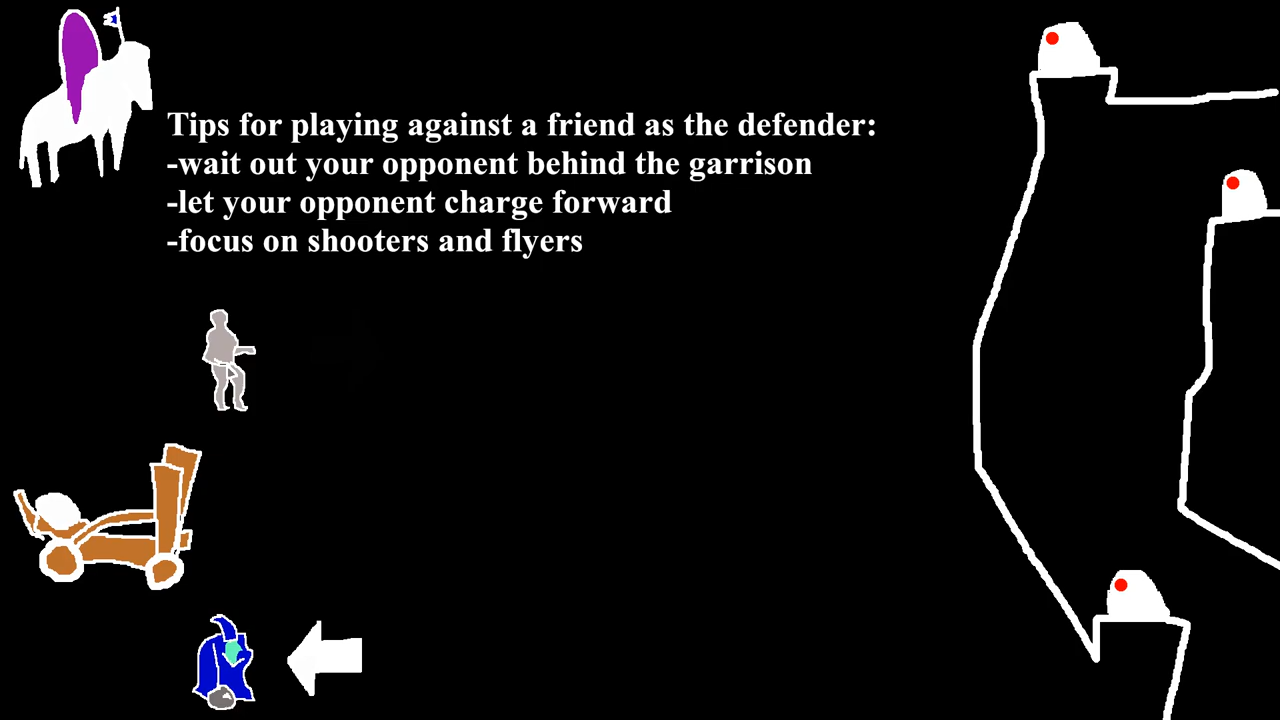 Tips for playing against a friend as the defender:
-wait out your opponent behind the garrison
-let your opponent charge forward
-focus on shooters and flyers